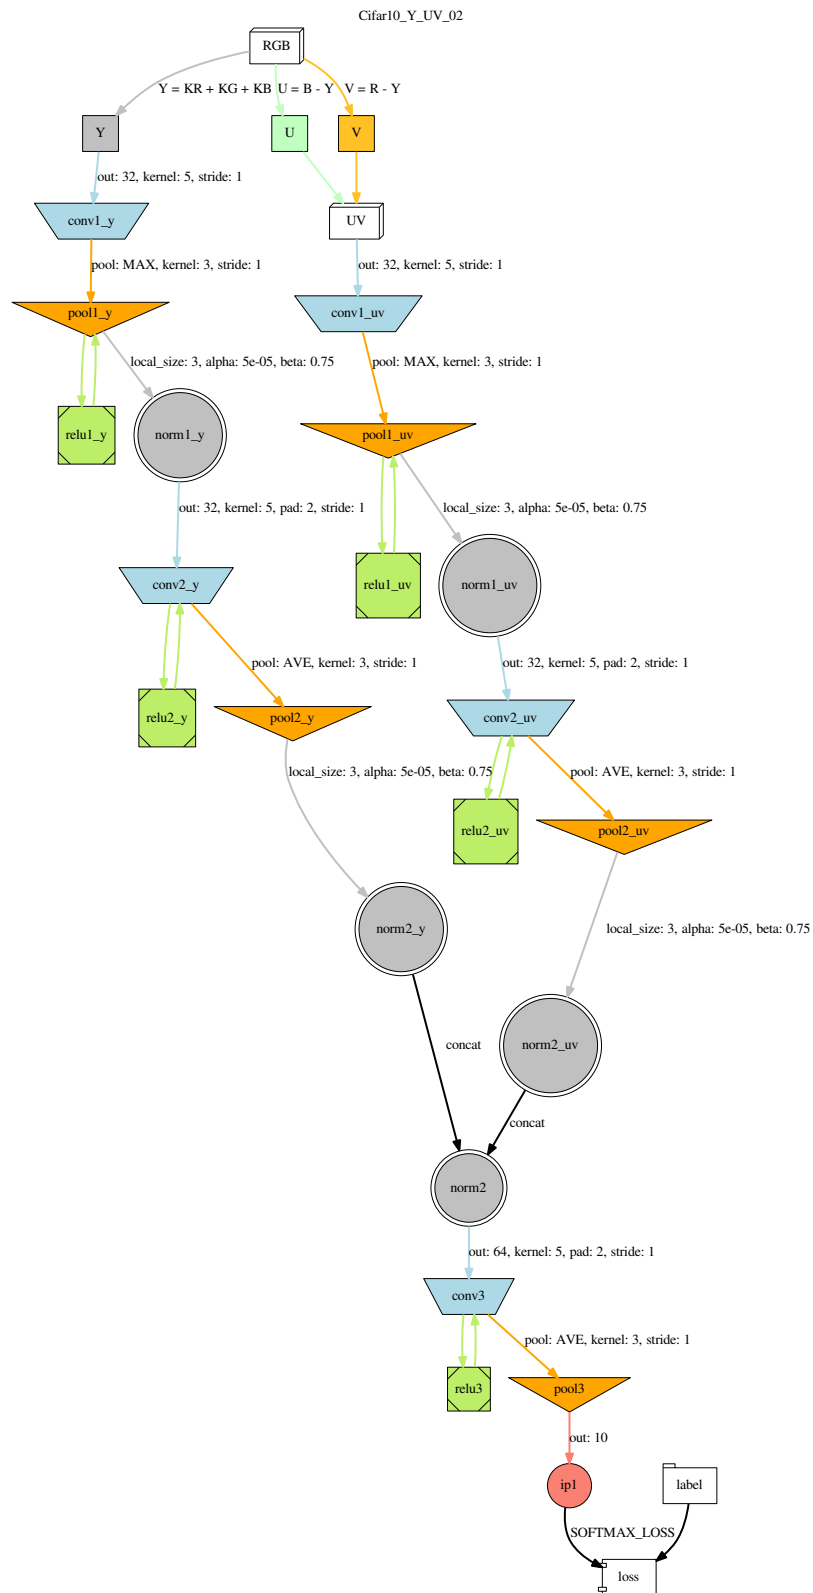 Cifar10_Y_UV_02
RGB
Y = KR + KG + KB
U = B - Y
V = R - Y
Y
U
V
out: 32, kernel: 5, stride: 1
conv1_y
UV
pool: MAX, kernel: 3, stride: 1
out: 32, kernel: 5, stride: 1
pool1_y
conv1_uv
local_size: 3, alpha: 5e-05, beta: 0.75
pool: MAX, kernel: 3, stride: 1
relu1_y
norm1_y
pool1_uv
out: 32, kernel: 5, pad: 2, stride: 1
local_size: 3, alpha: 5e-05, beta: 0.75
conv2_y
relu1_uv
norm1_uv
pool: AVE, kernel: 3, stride: 1
out: 32, kernel: 5, pad: 2, stride: 1
relu2_y
pool2_y
conv2_uv
local_size: 3, alpha: 5e-05, beta: 0.75
pool: AVE, kernel: 3, stride: 1
relu2_uv
pool2_uv
norm2_y
local_size: 3, alpha: 5e-05, beta: 0.75
concat
norm2_uv
concat
norm2
out: 64, kernel: 5, pad: 2, stride: 1
conv3
pool: AVE, kernel: 3, stride: 1
relu3
pool3
out: 10
ip1
label
SOFTMAX_LOSS
loss